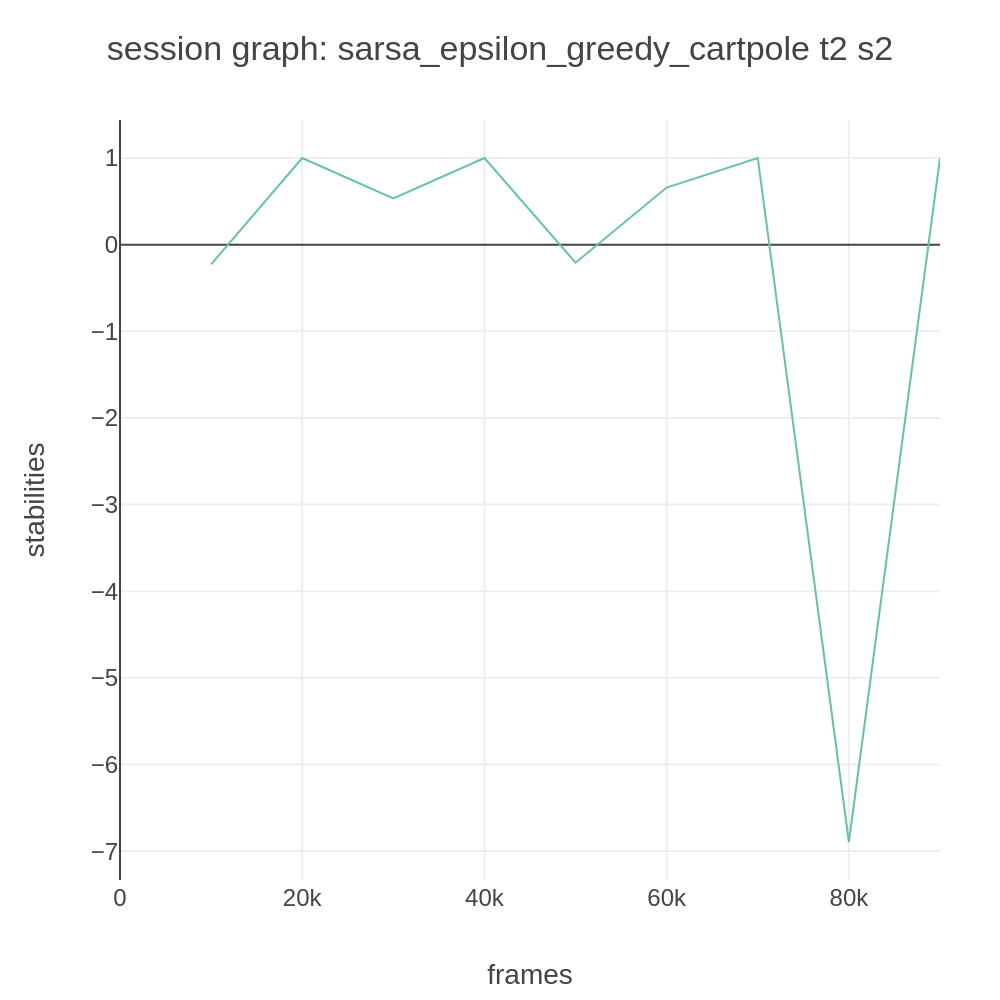 session graph: sarsa_epsilon_greedy_cartpole t2 s2
1
0
−1
−2
−3
−4
−5
−6
−7
stabilities
0 20k 40k 60k 80k
frames